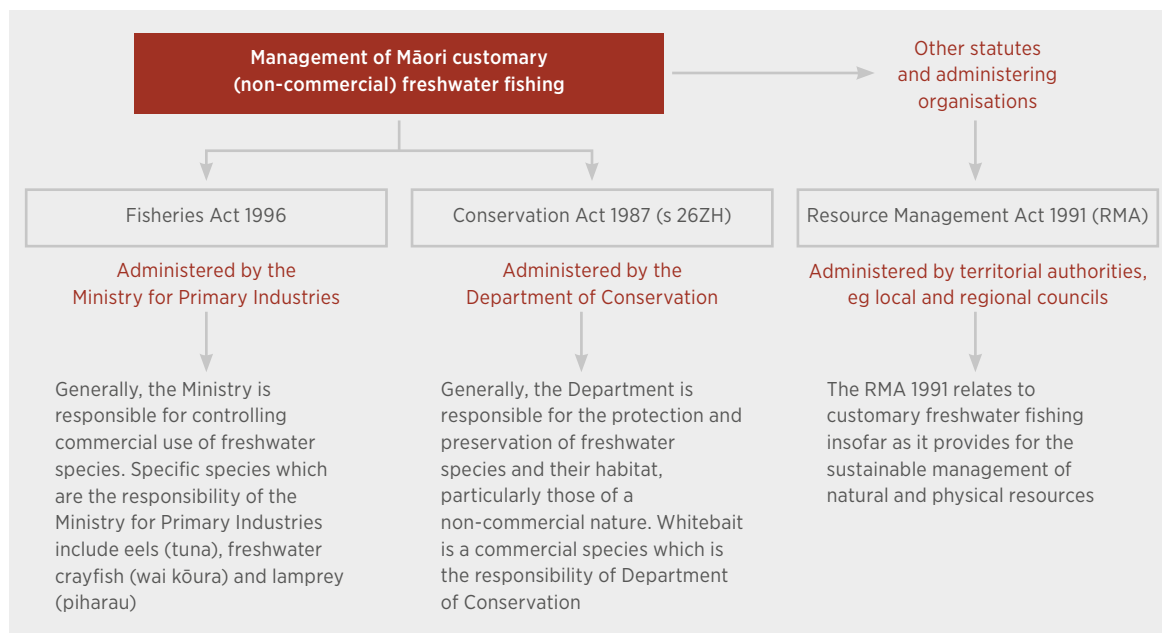 Management of Māori customary
(non-commercial) freshwater fishing
Other statutes
and administering
organisations
Fisheries Act 1996
Administered by the
Ministry for Primary Industries
Generally, the Ministry is
responsible for controlling
commercial use of freshwater
species. Specific species which
are the responsibility of the
Ministry for Primary Industries
include eels (tuna), freshwater
crayfish (wai kōura) and lamprey
(piharau)
Conservation Act 1987 (s 26ZH)
Administered by the
Department of Conservation
Generally, the Department is
responsible for the protection and
preservation of freshwater
species and their habitat,
particularly those of a
non-commercial nature. Whitebait
is a commercial species which is
the responsibility of Department
of Conservation
Resource Management Act 1991 (RMA)
Administered by territorial authorities,
eg local and regional councils
The RMA 1991 relates to
customary freshwater fishing
insofar as it provides for the
sustainable management of
natural and physical resources